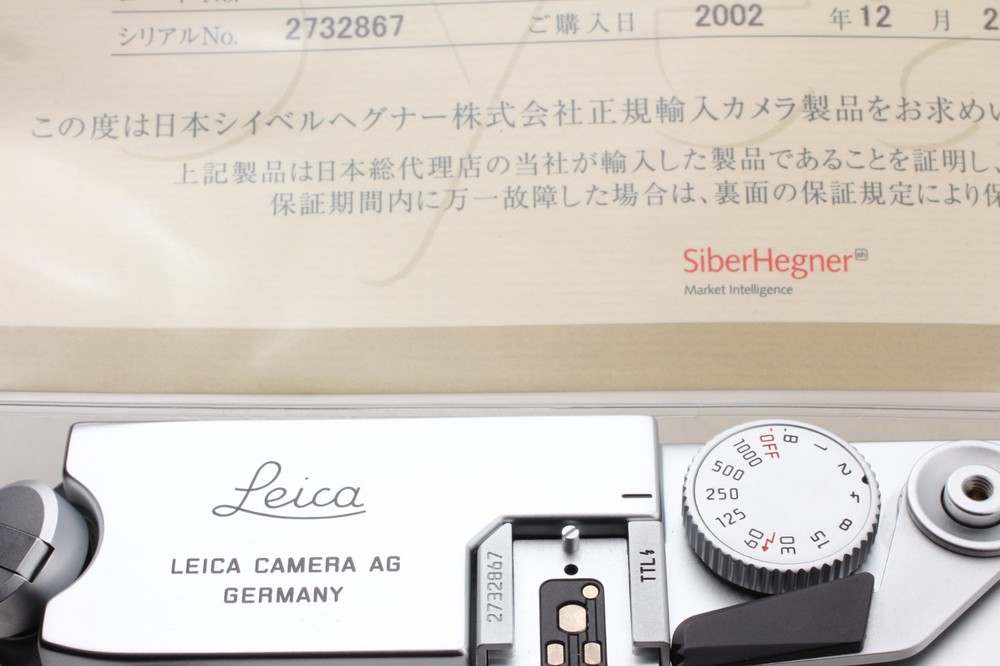 シリアルNo. 2732867 ご購入日 2002 年 12 月 2
この度は日本シイベルヘグナー株式会社正規輸入カメラ製品をお求めい
上記製品は日本総代理店の当社が輸入した製品であることを証明し、
保証期間内に万一故障した場合は、裏面の保証規定により保
SiberHegner sh
Market Intelligence
Leica
LEICA CAMERA AG
GERMANY
2732867
TTL
OFF B 1 2 4 8 15 30 60 125 250 500 1000